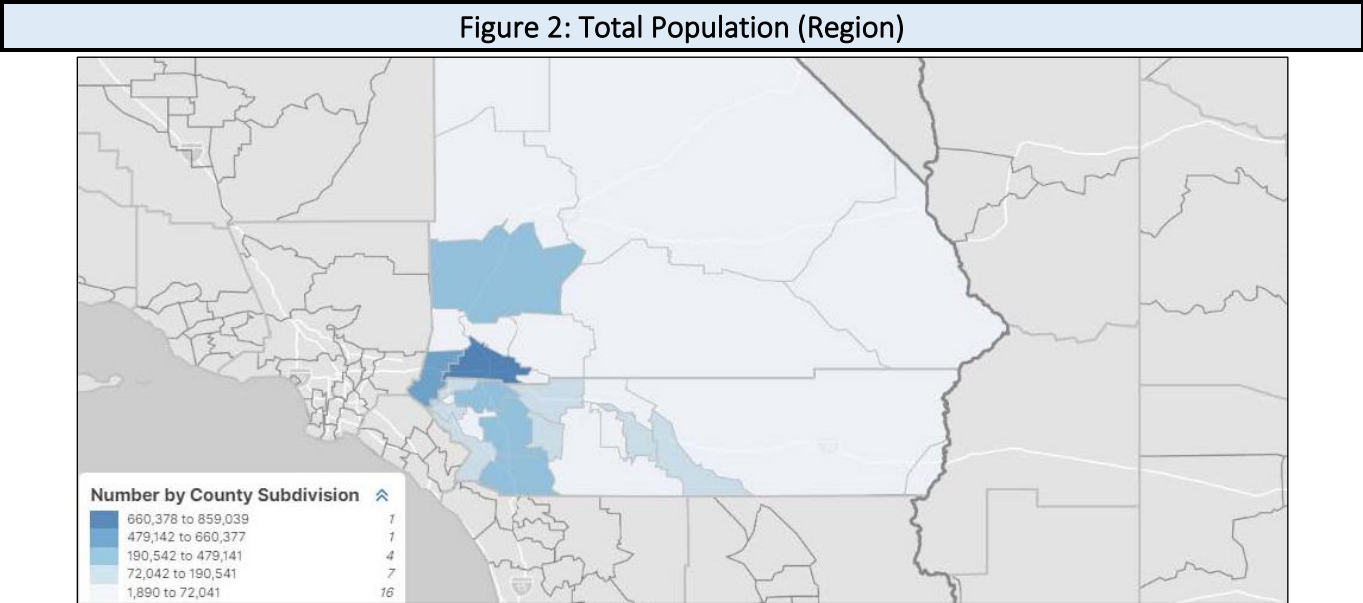 Figure 2: Total Population (Region)
Number by County Subdivision
660,378 to 859,039 1
479,142 to 660,377 1
190,542 to 479,141 4
72,042 to 190,541 7
1,890 to 72,041 16